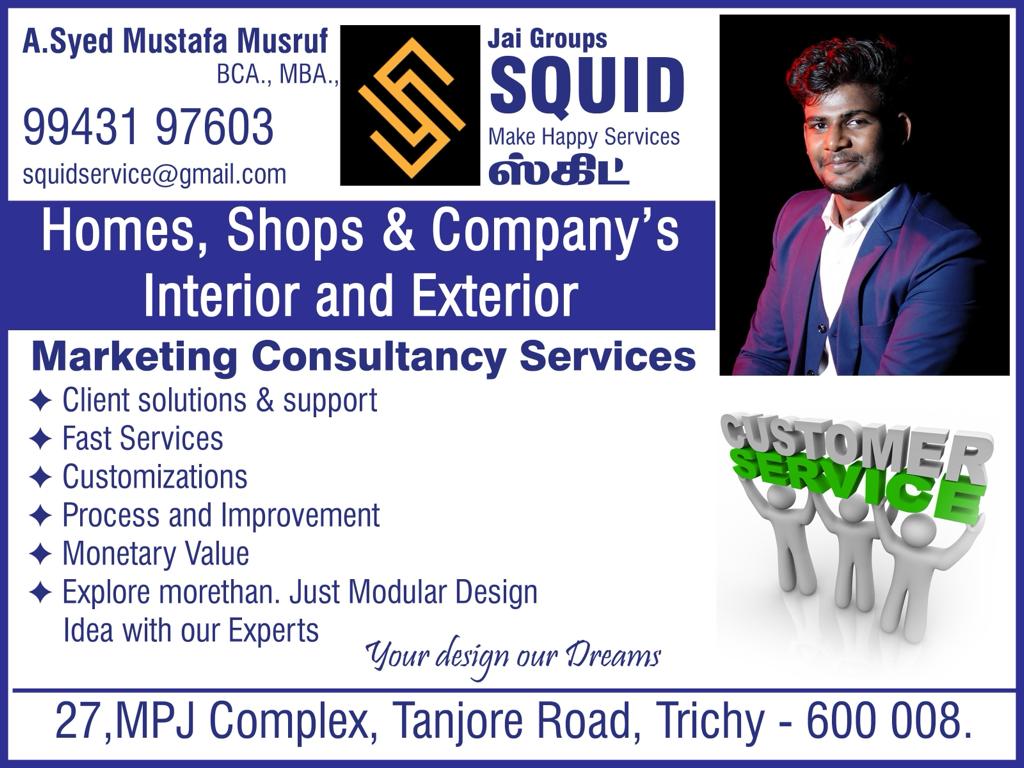 A.Syed Mustafa Musruf
BCA., MBA.,
99431 97603
squidservice@gmail.com
Jai Groups
SQUID
Make Happy Services
ஸ்கிட்
Homes, Shops & Company's
Interior and Exterior
Marketing Consultancy Services
✦ Client solutions & support
✦ Fast Services
✦ Customizations
✦ Process and Improvement
✦ Monetary Value
✦ Explore morethan. Just Modular Design
Idea with our Experts
Your design our Dreams
CUSTOMER
SERVICE
27,MPJ Complex, Tanjore Road, Trichy - 600 008.